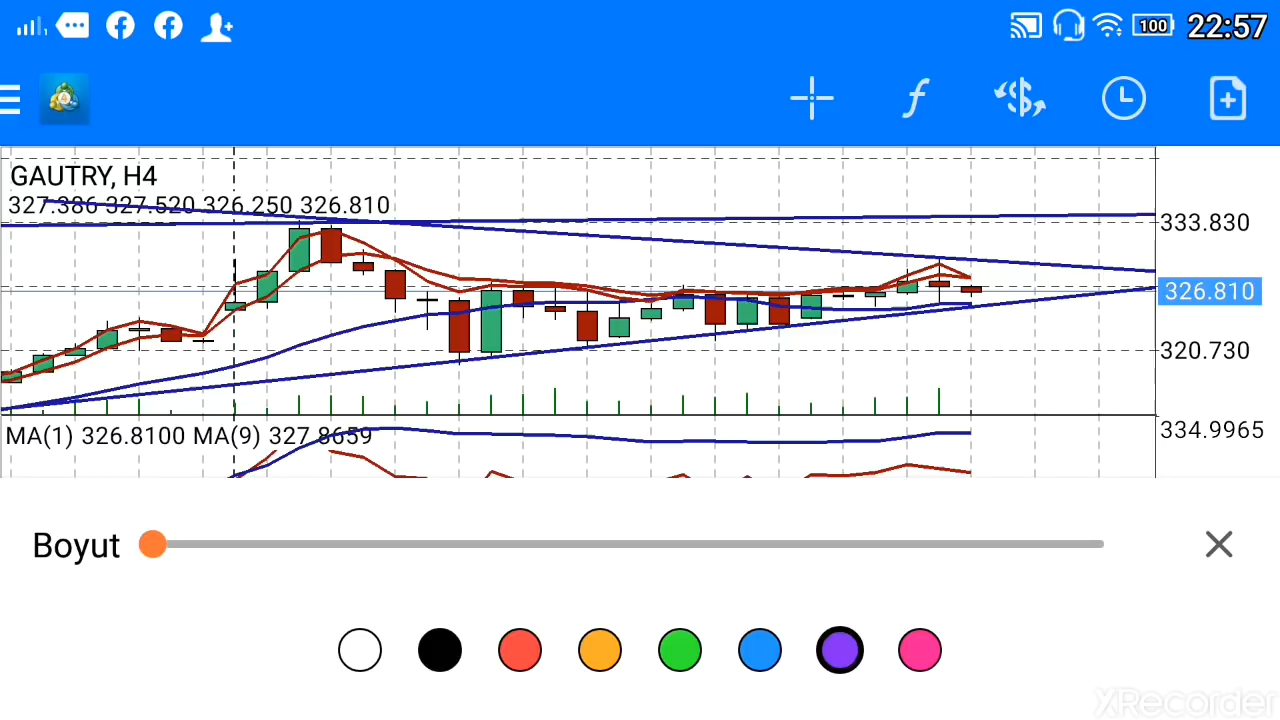 100 22:57
GAUTRY, H4
327.386 327.520 326.250 326.810
333.830
326.810
320.730
MA(1) 326.8100 MA(9) 327.8659
334.9965
Boyut
XRecorder